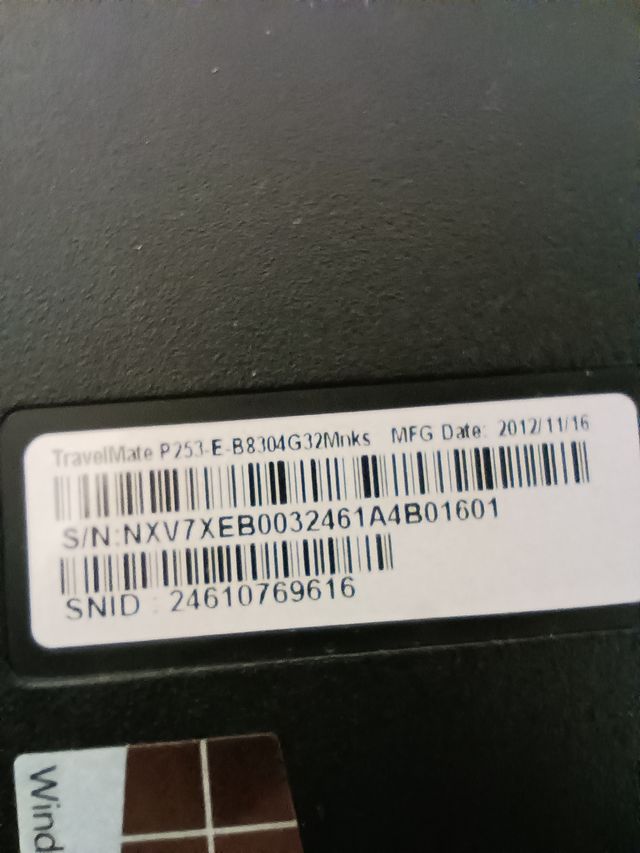 TravelMate P253-E-B8304G32Mnks MFG Date: 2012/11/16
S/N:NXV7XEB0032461A4B01601
SNID : 24610769616
Wind